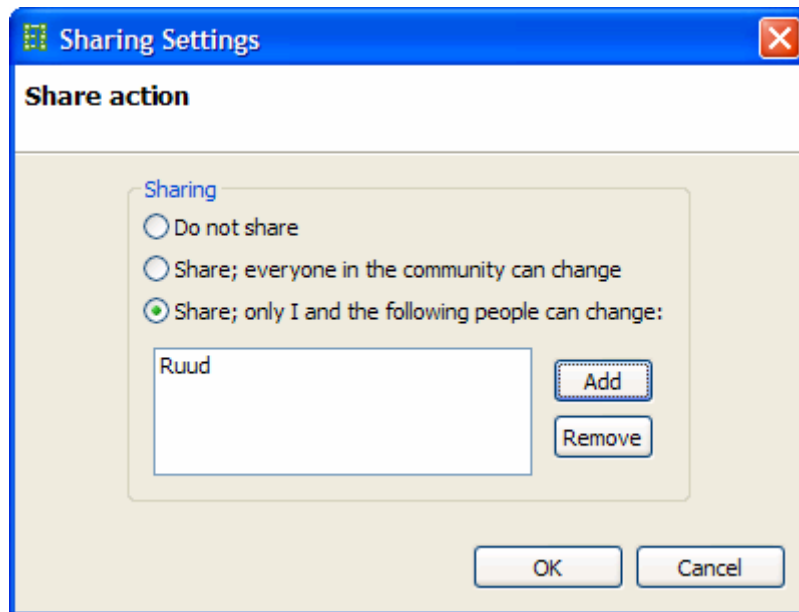 Sharing Settings
Share action
Sharing
Do not share
Share; everyone in the community can change
Share; only I and the following people can change:
Ruud
Add
Remove
OK
Cancel